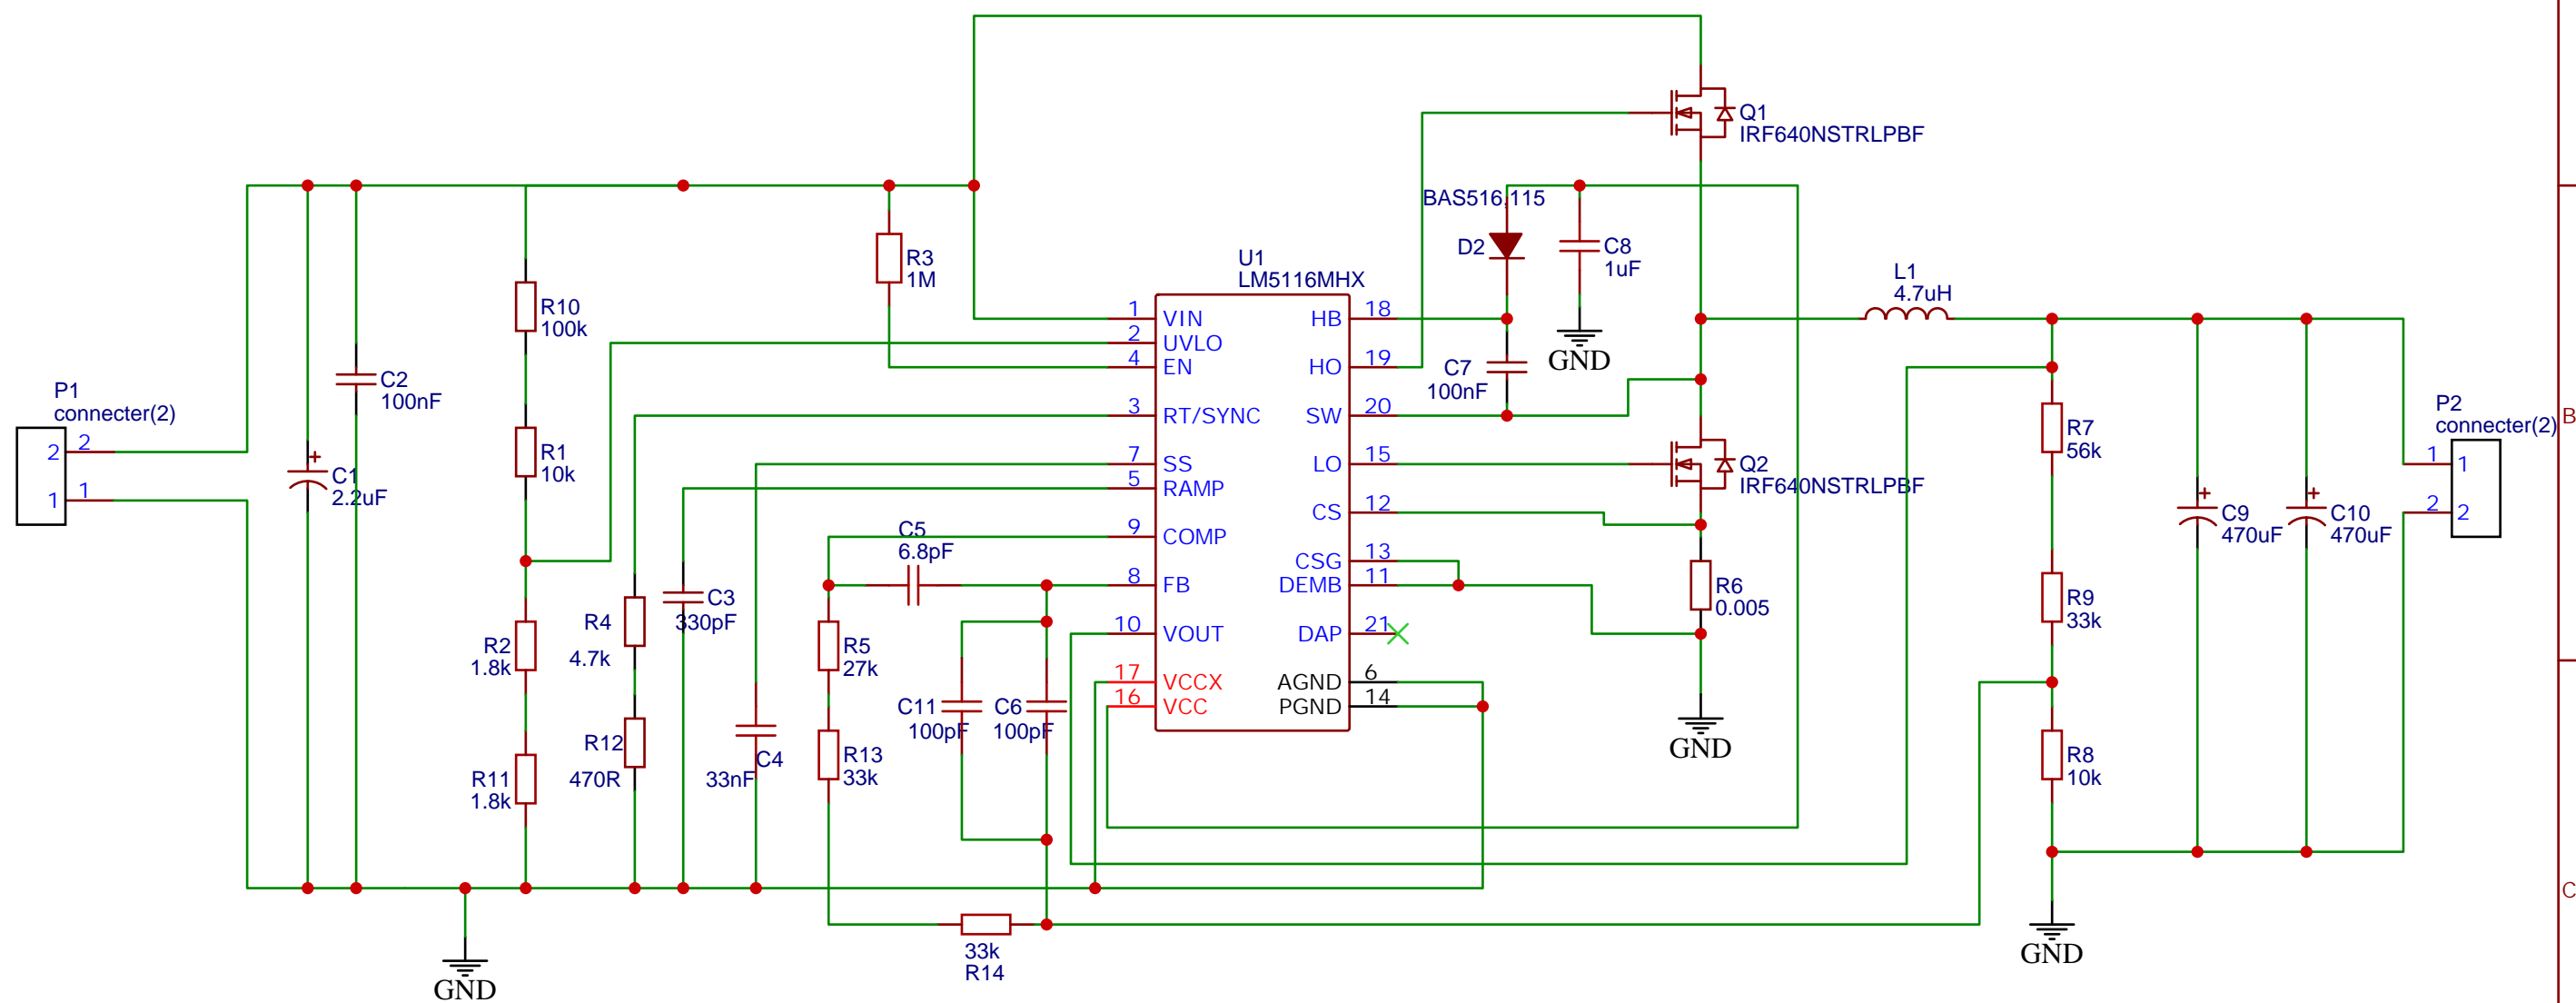 P1
connecter(2)
2
2
1
1
C1
2.2uF
C2
100nF
R10
100k
R1
10k
R2
1.8k
R11
1.8k
R4
4.7k
R12
470R
C3
330pF
C4
33nF
R3
1M
C5
6.8pF
R5
27k
R13
33k
C11
100pF
C6
100pF
33k
R14
GND
U1
LM5116MHX
1 VIN
2 UVLO
4 EN
3 RT/SYNC
7 SS
5 RAMP
9 COMP
8 FB
10 VOUT
17 VCCX
16 VCC
HB 18
HO 19
SW 20
LO 15
CS 12
CSG 13
DEMB 11
DAP 21
AGND 6
PGND 14
BAS516,115
D2
C8
1uF
GND
C7
100nF
Q1
IRF640NSTRLPBF
Q2
IRF640NSTRLPBF
R6
0.005
GND
L1
4.7uH
R7
56k
R9
33k
R8
10k
GND
C9
470uF
C10
470uF
P2
connecter(2)
1
1
2
2
B
C